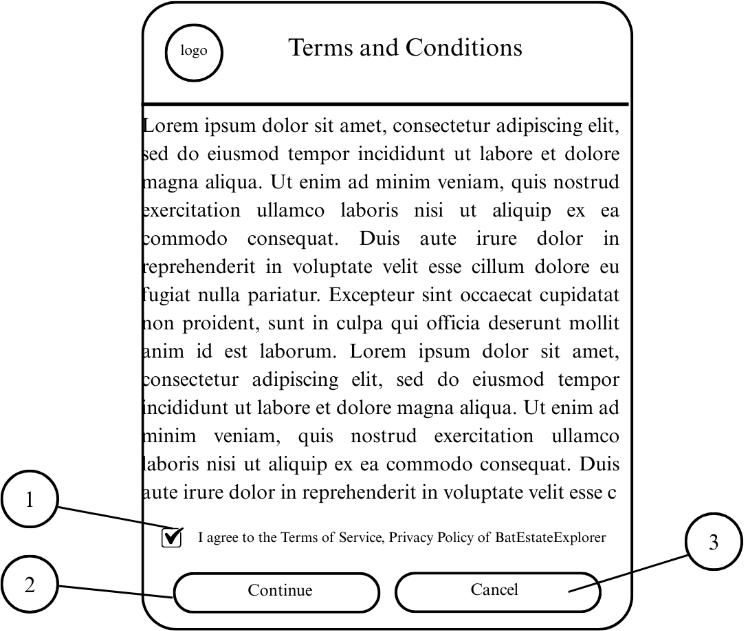 logo
Terms and Conditions
Lorem ipsum dolor sit amet, consectetur adipiscing elit,
sed do eiusmod tempor incididunt ut labore et dolore
magna aliqua. Ut enim ad minim veniam, quis nostrud
exercitation ullamco laboris nisi ut aliquip ex ea
commodo consequat. Duis aute irure dolor in
reprehenderit in voluptate velit esse cillum dolore eu
fugiat nulla pariatur. Excepteur sint occaecat cupidatat
non proident, sunt in culpa qui officia deserunt mollit
anim id est laborum. Lorem ipsum dolor sit amet,
consectetur adipiscing elit, sed do eiusmod tempor
incididunt ut labore et dolore magna aliqua. Ut enim ad
minim veniam, quis nostrud exercitation ullamco
laboris nisi ut aliquip ex ea commodo consequat. Duis
aute irure dolor in reprehenderit in voluptate velit esse c
1
I agree to the Terms of Service, Privacy Policy of BatEstateExplorer
3
2
Continue
Cancel